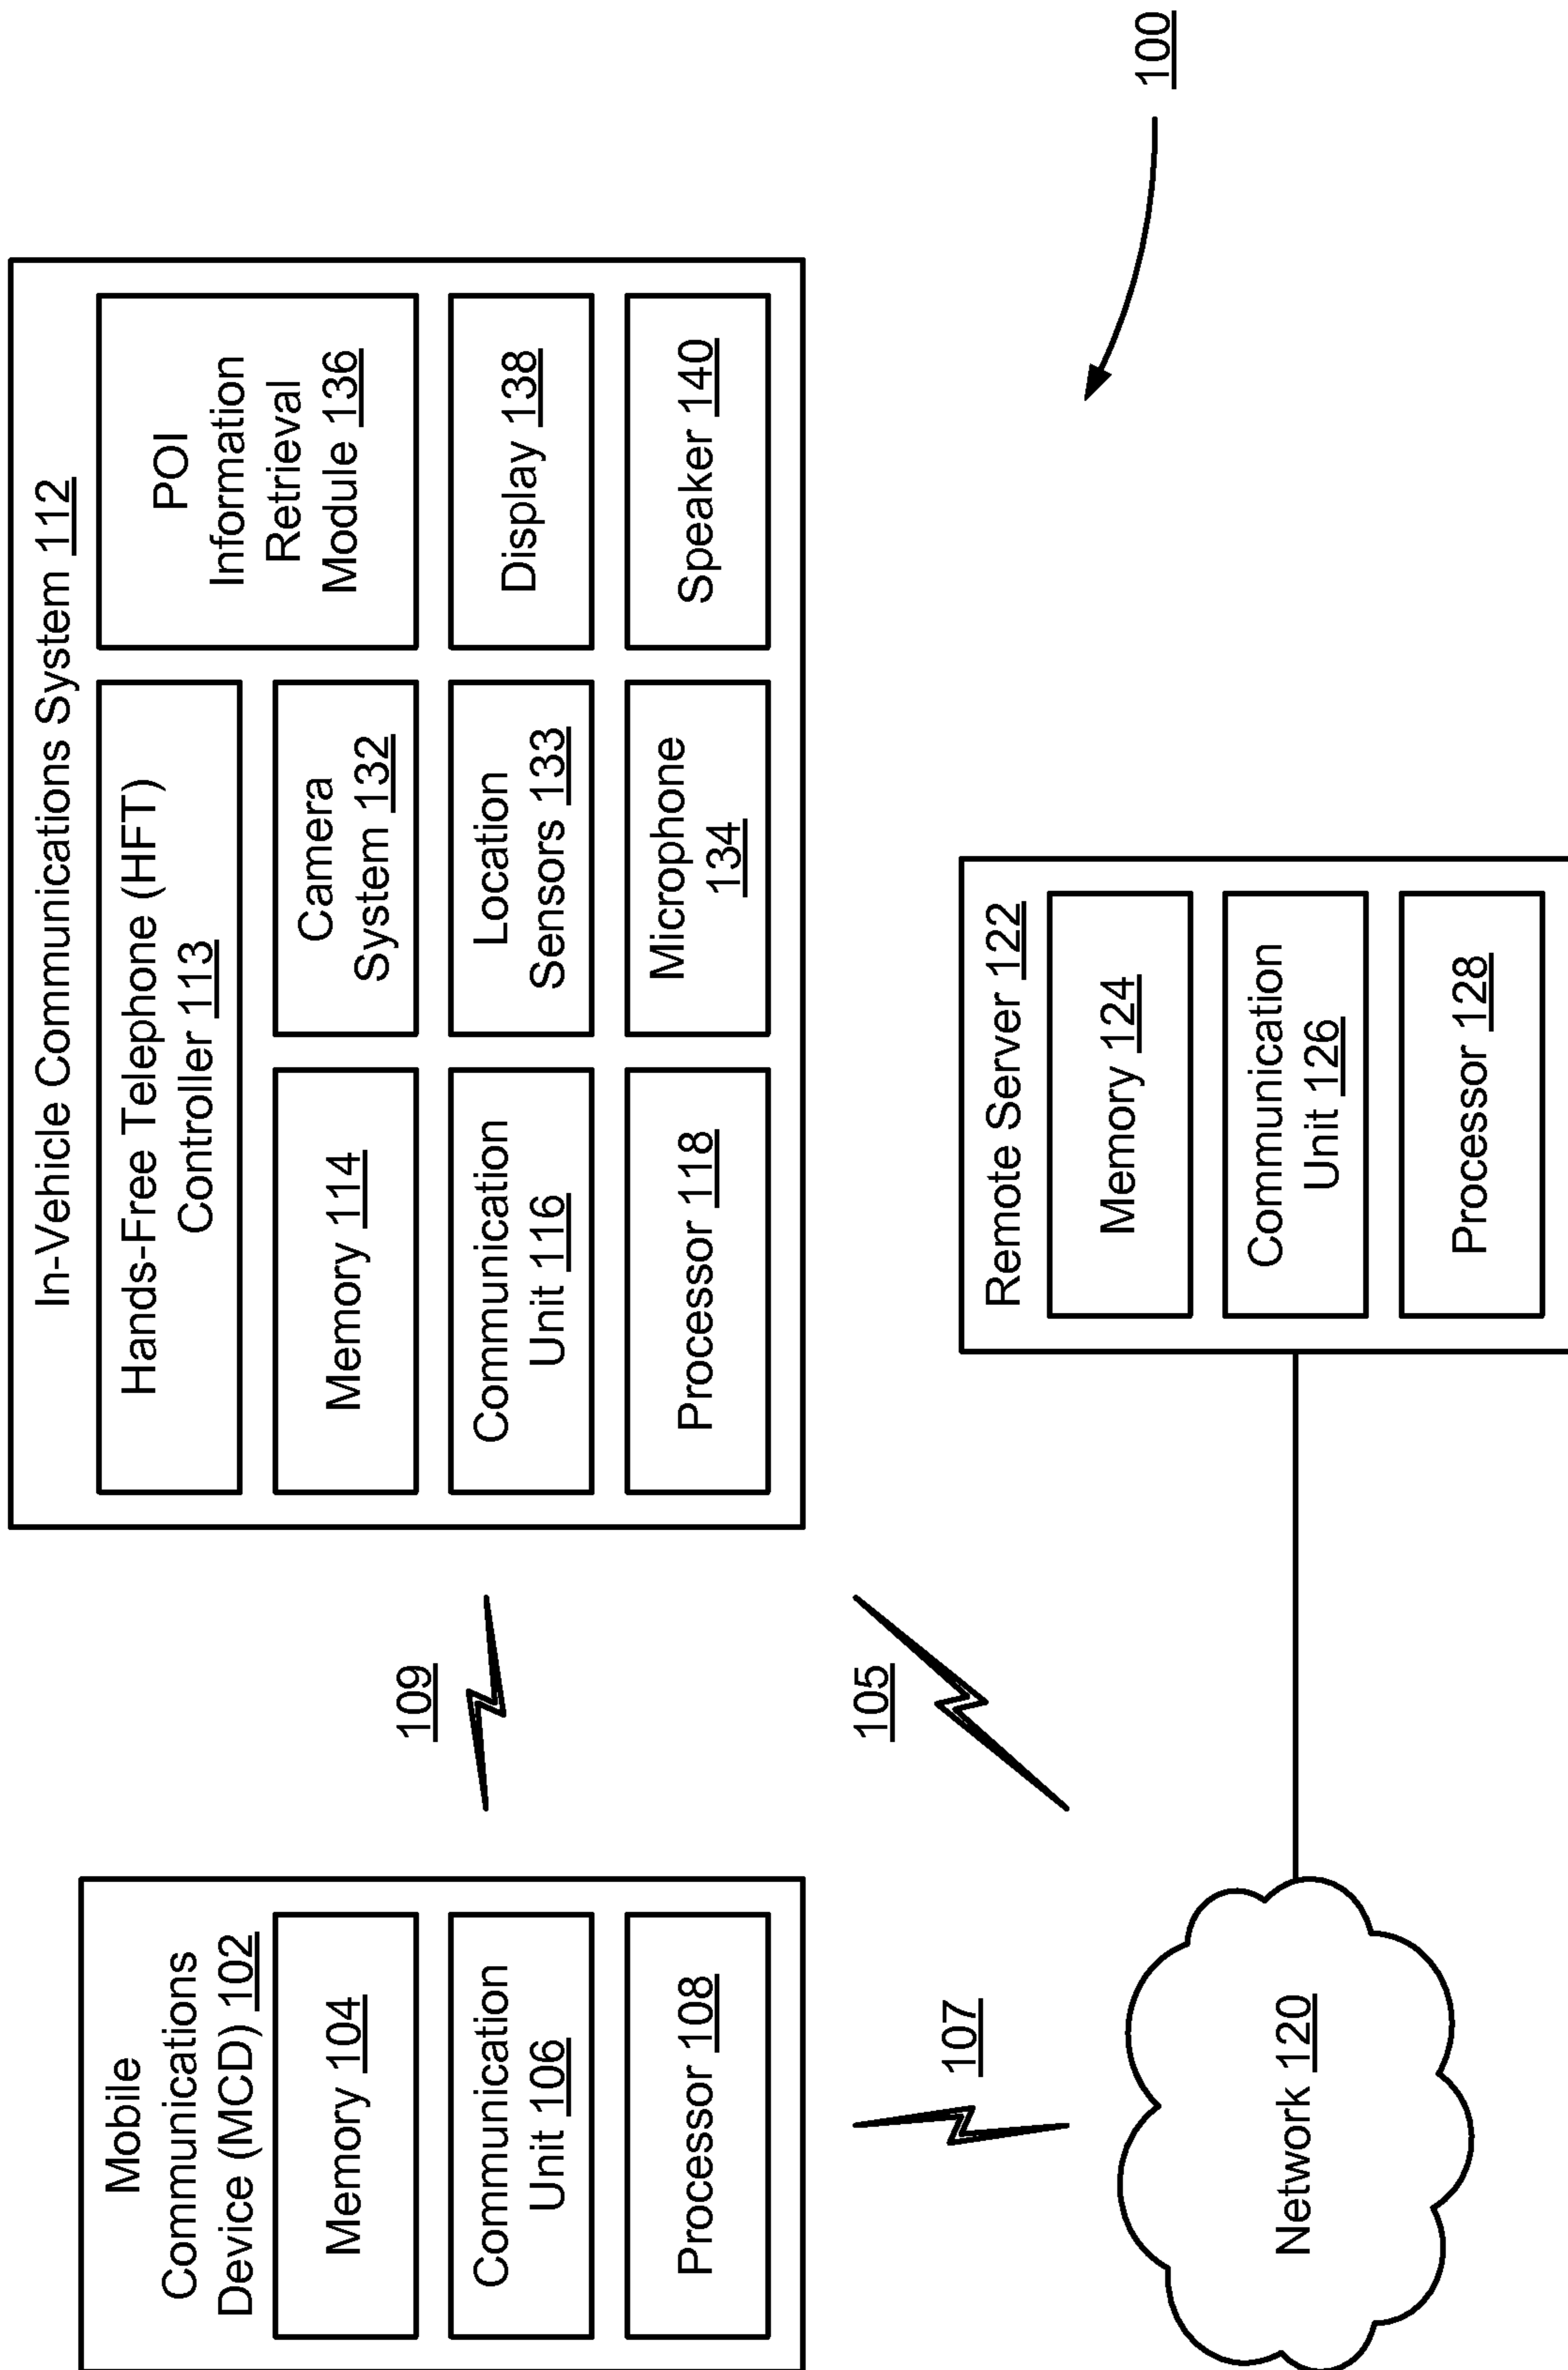 Mobile
Communications
Device (MCD) 102
Memory 104
Communication
Unit 106
Processor 108
109
107
105
In-Vehicle Communications System 112
Hands-Free Telephone (HFT)
Controller 113
Memory 114
Communication
Unit 116
Processor 118
Camera
System 132
Location
Sensors 133
Microphone
134
POI
Information
Retrieval
Module 136
Display 138
Speaker 140
Network 120
Remote Server 122
Memory 124
Communication
Unit 126
Processor 128
100